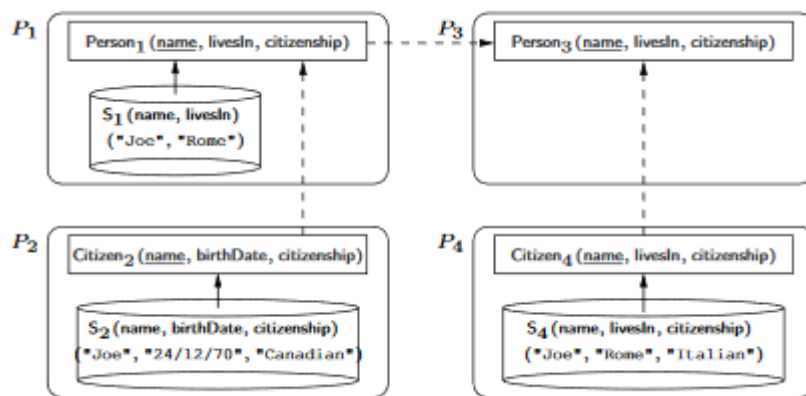 P1
Person1(name, livesIn, citizenship)
S1(name, livesIn)
("Joe", "Rome")
P3
Person3(name, livesIn, citizenship)
P2
Citizen2(name, birthDate, citizenship)
S2(name, birthDate, citizenship)
("Joe", "24/12/70", "Canadian")
P4
Citizen4(name, livesIn, citizenship)
S4(name, livesIn, citizenship)
("Joe", "Rome", "Italian")